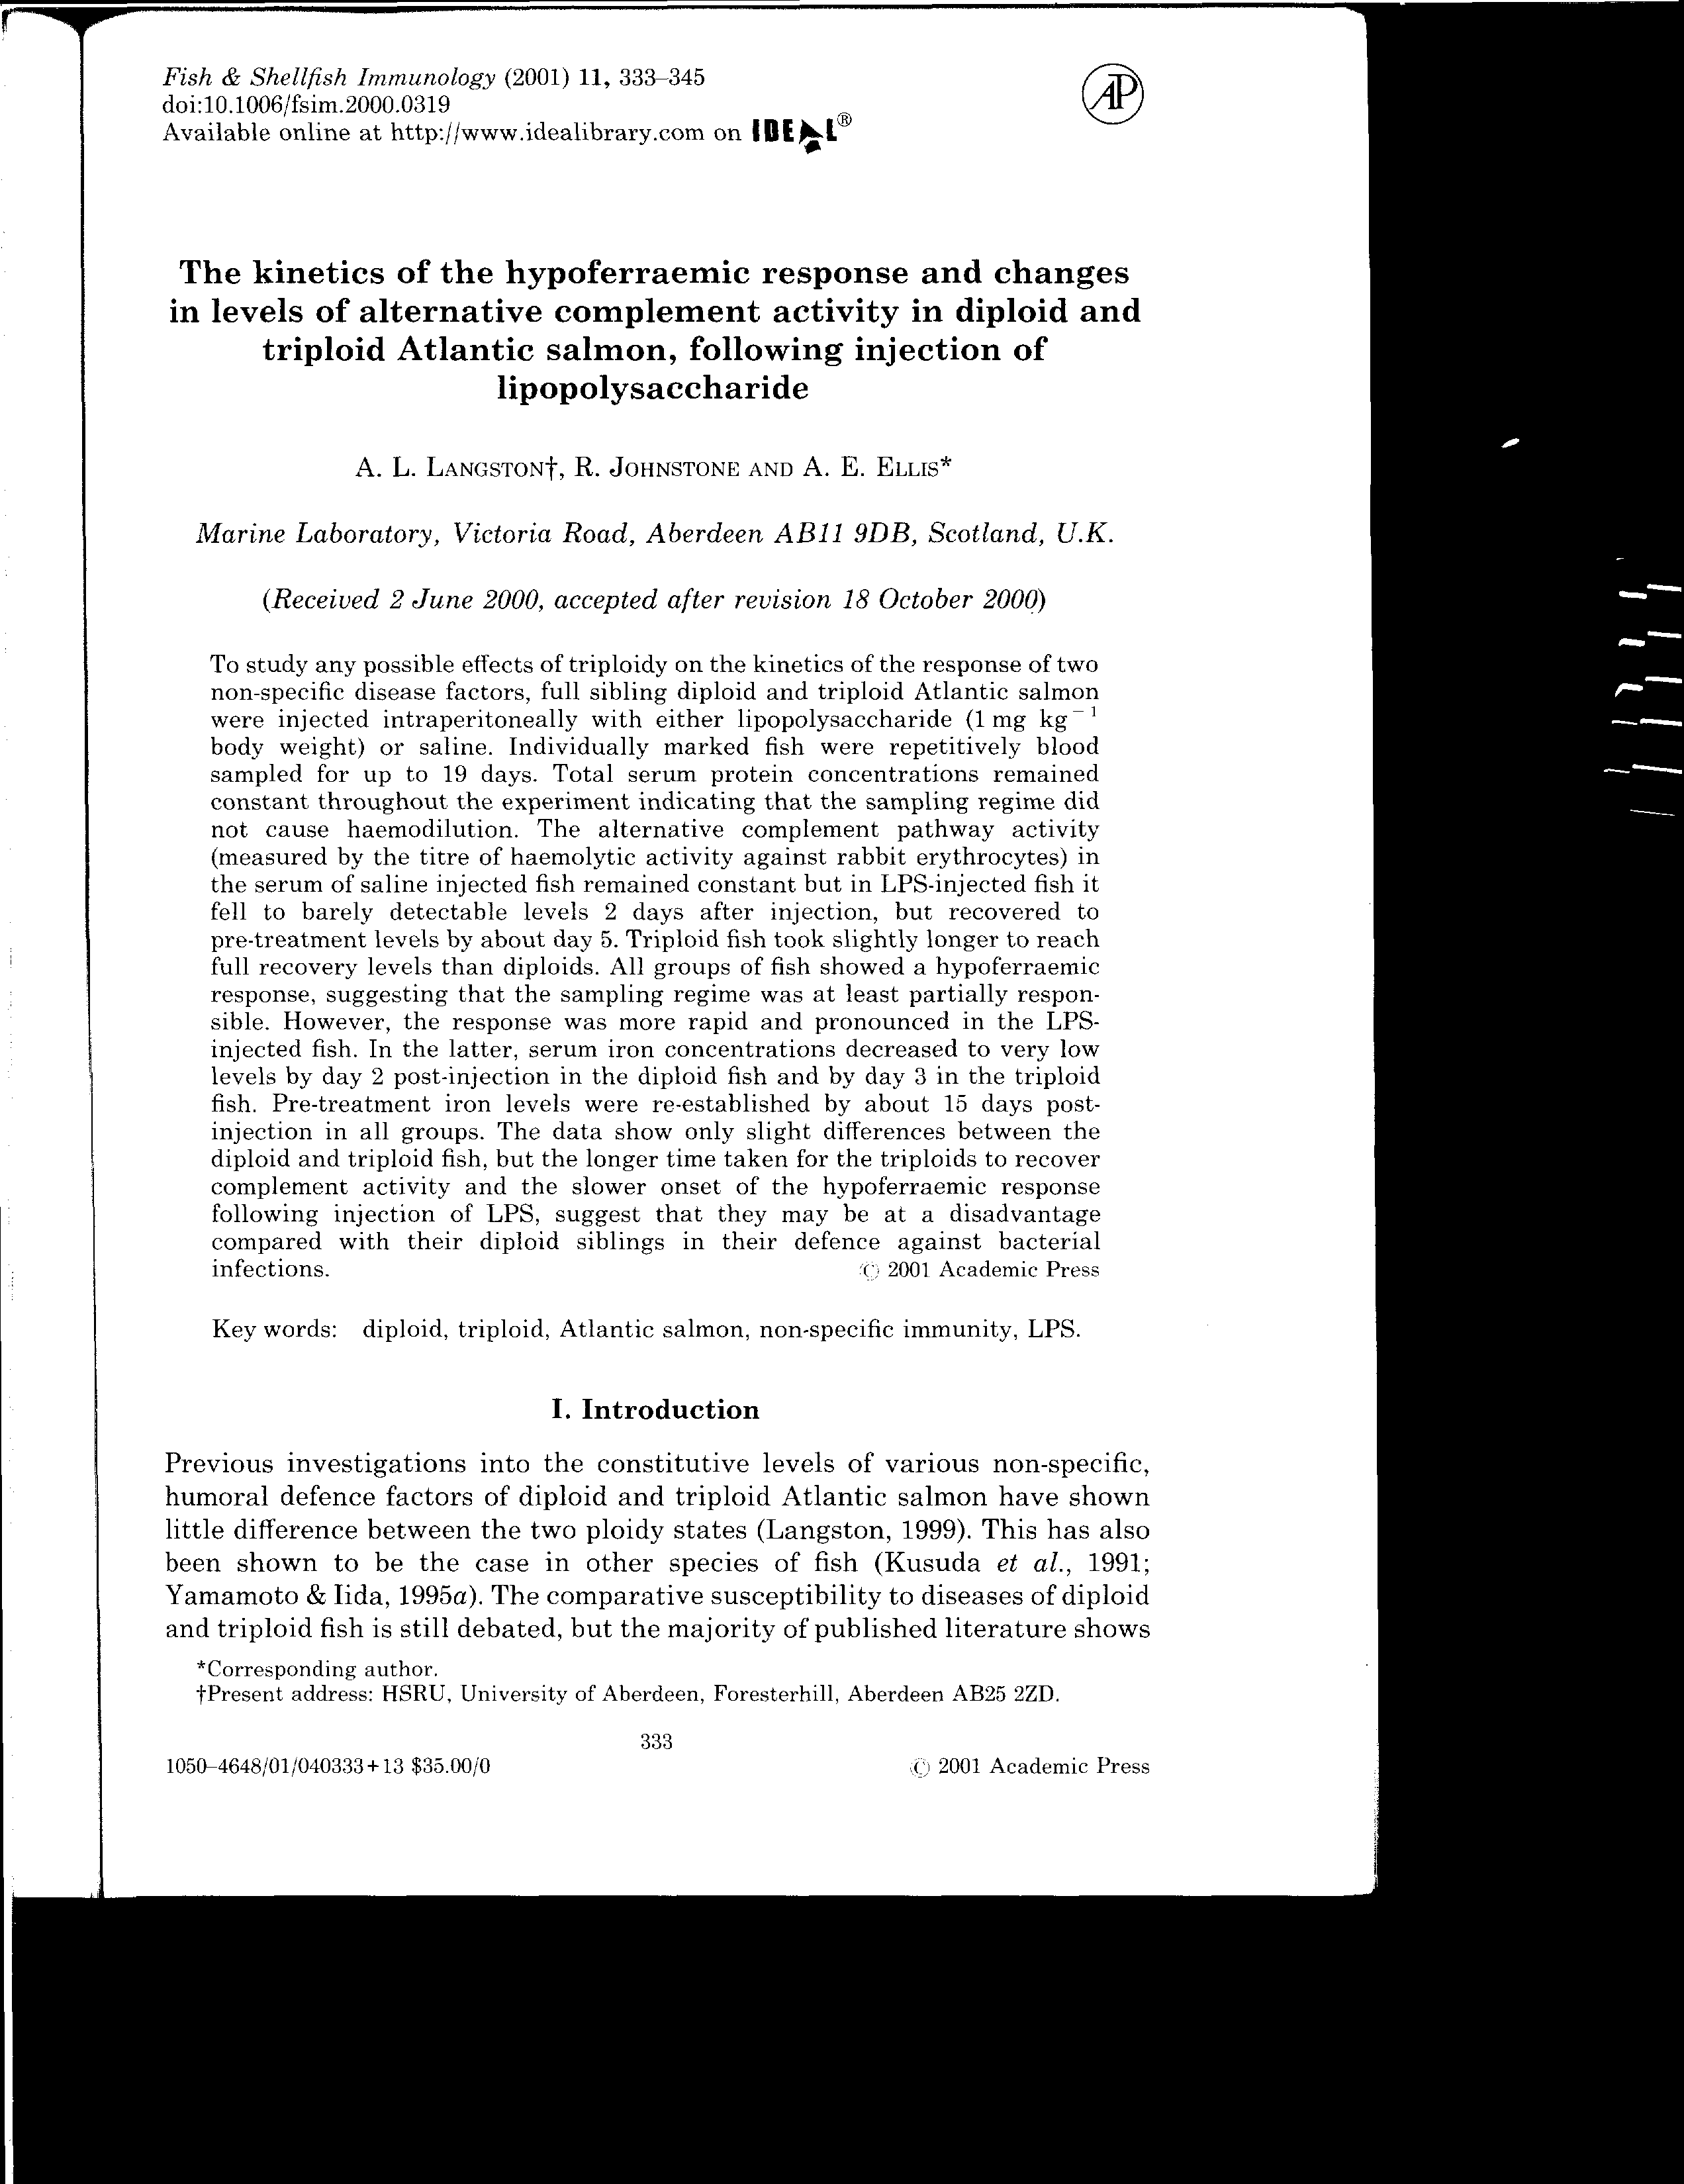 Fish & Shellfish Immunology (2001) 11, 333–345
doi:10.1006/fsim.2000.0319
Available online at http://www.idealibrary.com on IDEAL®
AP
The kinetics of the hypoferraemic response and changes
in levels of alternative complement activity in diploid and
triploid Atlantic salmon, following injection of
lipopolysaccharide
A. L. LANGSTON†, R. JOHNSTONE AND A. E. ELLIS*
Marine Laboratory, Victoria Road, Aberdeen AB11 9DB, Scotland, U.K.
(Received 2 June 2000, accepted after revision 18 October 2000)
To study any possible effects of triploidy on the kinetics of the response of two
non-specific disease factors, full sibling diploid and triploid Atlantic salmon
were injected intraperitoneally with either lipopolysaccharide (1 mg kg⁻¹
body weight) or saline. Individually marked fish were repetitively blood
sampled for up to 19 days. Total serum protein concentrations remained
constant throughout the experiment indicating that the sampling regime did
not cause haemodilution. The alternative complement pathway activity
(measured by the titre of haemolytic activity against rabbit erythrocytes) in
the serum of saline injected fish remained constant but in LPS-injected fish it
fell to barely detectable levels 2 days after injection, but recovered to
pre-treatment levels by about day 5. Triploid fish took slightly longer to reach
full recovery levels than diploids. All groups of fish showed a hypoferraemic
response, suggesting that the sampling regime was at least partially respon-
sible. However, the response was more rapid and pronounced in the LPS-
injected fish. In the latter, serum iron concentrations decreased to very low
levels by day 2 post-injection in the diploid fish and by day 3 in the triploid
fish. Pre-treatment iron levels were re-established by about 15 days post-
injection in all groups. The data show only slight differences between the
diploid and triploid fish, but the longer time taken for the triploids to recover
complement activity and the slower onset of the hypoferraemic response
following injection of LPS, suggest that they may be at a disadvantage
compared with their diploid siblings in their defence against bacterial
infections. © 2001 Academic Press
Key words: diploid, triploid, Atlantic salmon, non-specific immunity, LPS.
I. Introduction
Previous investigations into the constitutive levels of various non-specific,
humoral defence factors of diploid and triploid Atlantic salmon have shown
little difference between the two ploidy states (Langston, 1999). This has also
been shown to be the case in other species of fish (Kusuda et al., 1991;
Yamamoto & Iida, 1995a). The comparative susceptibility to diseases of diploid
and triploid fish is still debated, but the majority of published literature shows
*Corresponding author.
†Present address: HSRU, University of Aberdeen, Foresterhill, Aberdeen AB25 2ZD.
333
1050–4648/01/040333+13 $35.00/0 © 2001 Academic Press